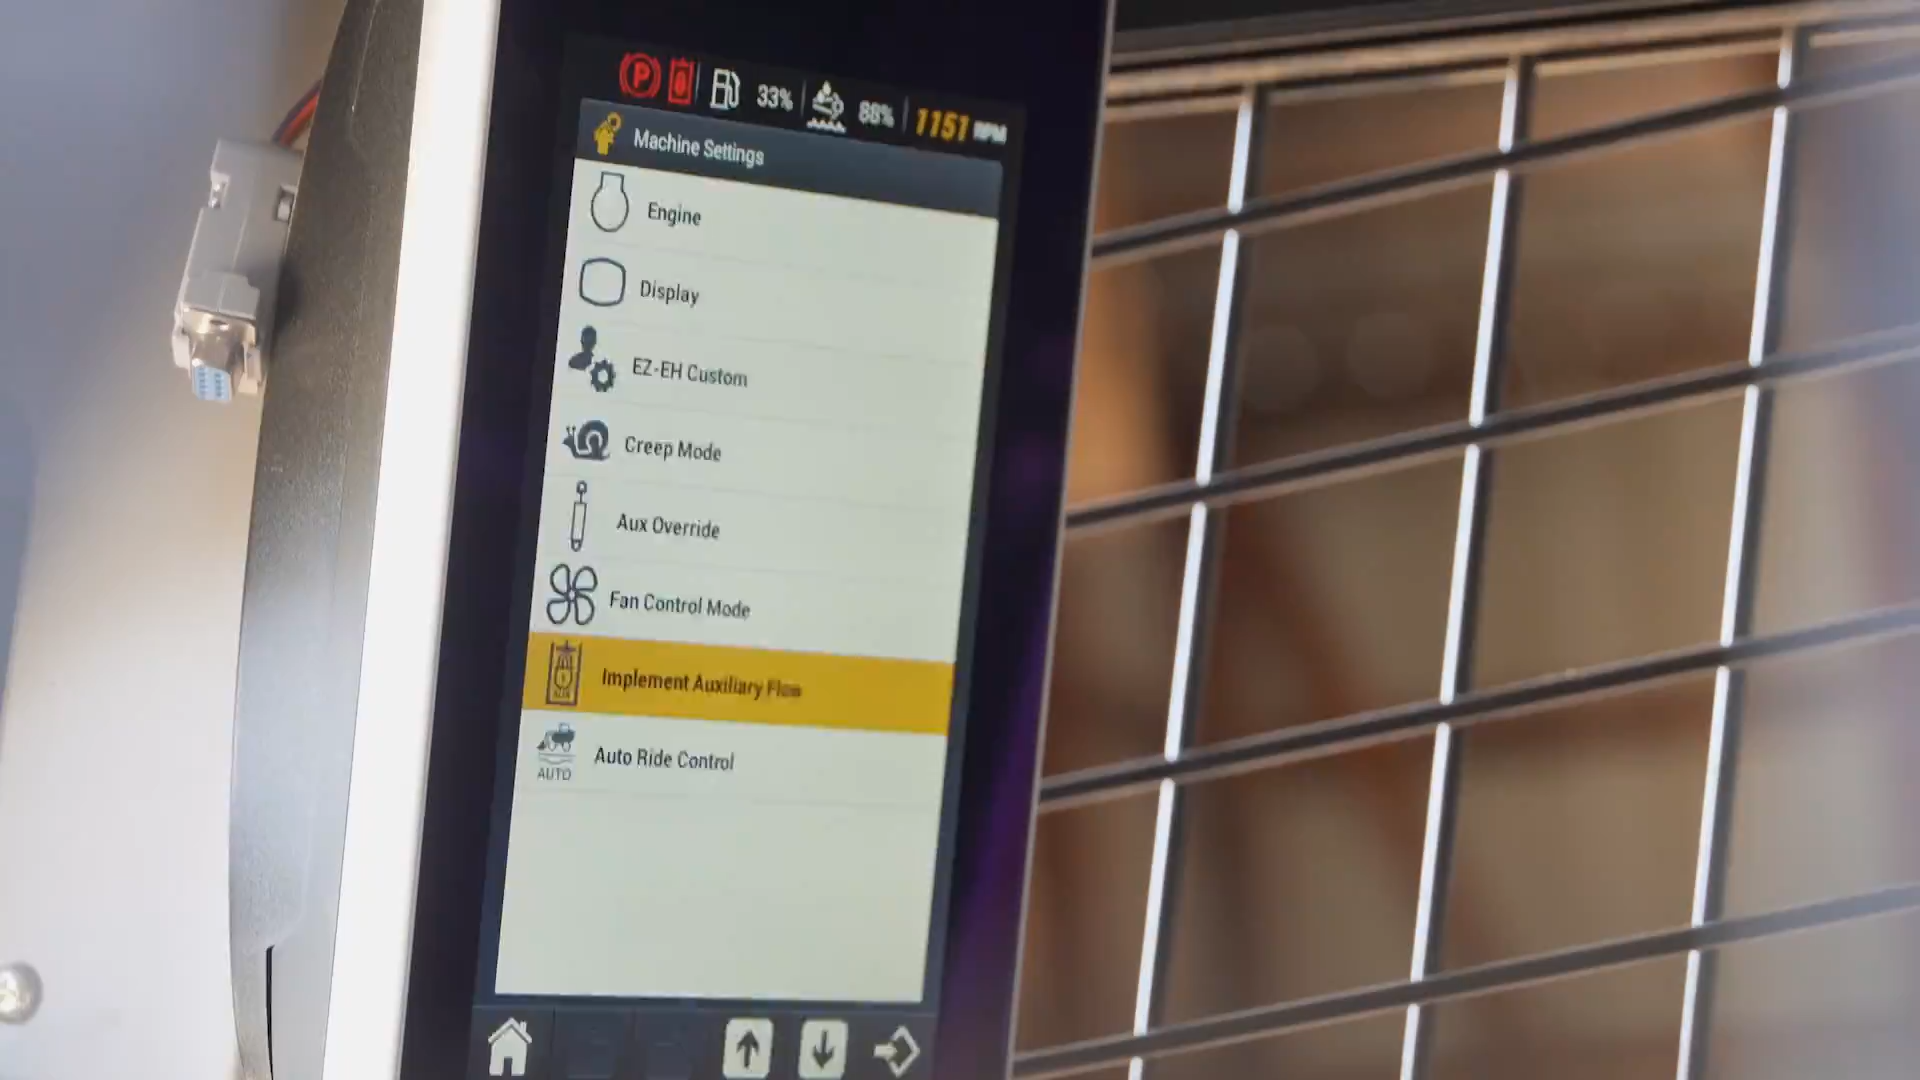 P 33% 88% 1151 RPM
Machine Settings
Engine
Display
EZ-EH Custom
Creep Mode
Aux Override
Fan Control Mode
AUX Implement Auxiliary Flow
Auto Ride Control
AUTO